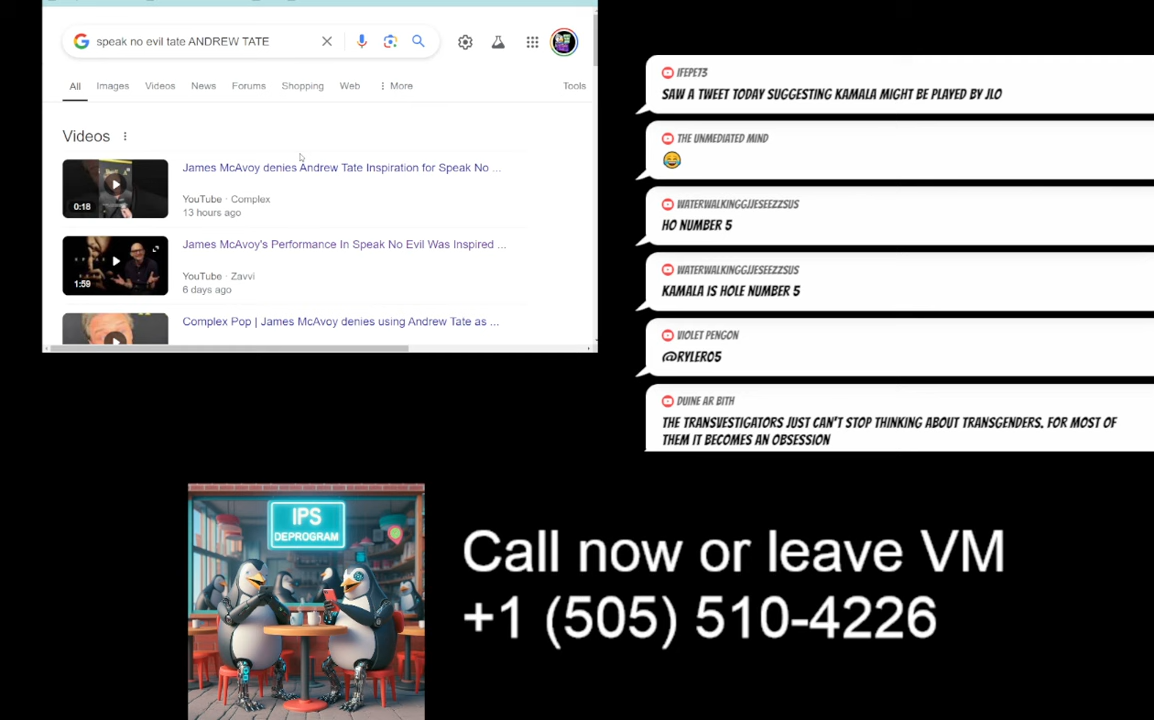 speak no evil tate ANDREW TATE
All Images Videos News Forums Shopping Web More Tools
Videos
James McAvoy denies Andrew Tate Inspiration for Speak No ...
YouTube · Complex
13 hours ago
0:18
James McAvoy's Performance In Speak No Evil Was Inspired ...
YouTube · Zavvi
6 days ago
1:59
Complex Pop | James McAvoy denies using Andrew Tate as ...
IFEPE73
SAW A TWEET TODAY SUGGESTING KAMALA MIGHT BE PLAYED BY JLO
THE UNMEDIATED MIND
😂
WATERWALKINGGJJESEEZZSUS
HO NUMBER 5
WATERWALKINGGJJESEEZZSUS
KAMALA IS HOLE NUMBER 5
VIOLET PENGON
@RYLERO5
DUINE AR BITH
THE TRANSVESTIGATORS JUST CAN'T STOP THINKING ABOUT TRANSGENDERS. FOR MOST OF
THEM IT BECOMES AN OBSESSION
IPS
DEPROGRAM
Call now or leave VM
+1 (505) 510-4226